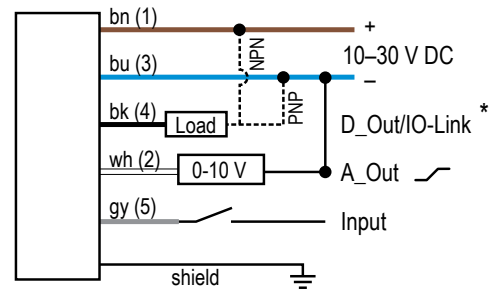 bn (1)
+
NPN
10–30 V DC
bu (3)
–
PNP
bk (4)
Load
D_Out/IO-Link *
wh (2)
0-10 V
A_Out
gy (5)
Input
shield